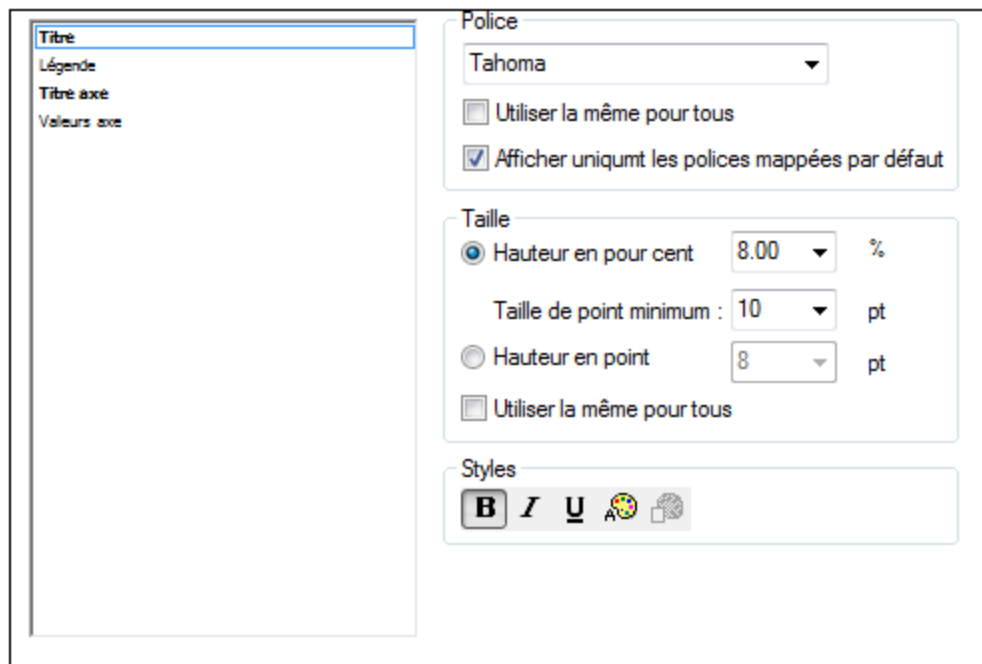 Titre
Légende
Titre axe
Valeurs axe
Police
Tahoma
Utiliser la même pour tous
Afficher uniqumt les polices mappées par défaut
Taille
Hauteur en pour cent 8.00 %
Taille de point minimum : 10 pt
Hauteur en point 8 pt
Utiliser la même pour tous
Styles
B I U A